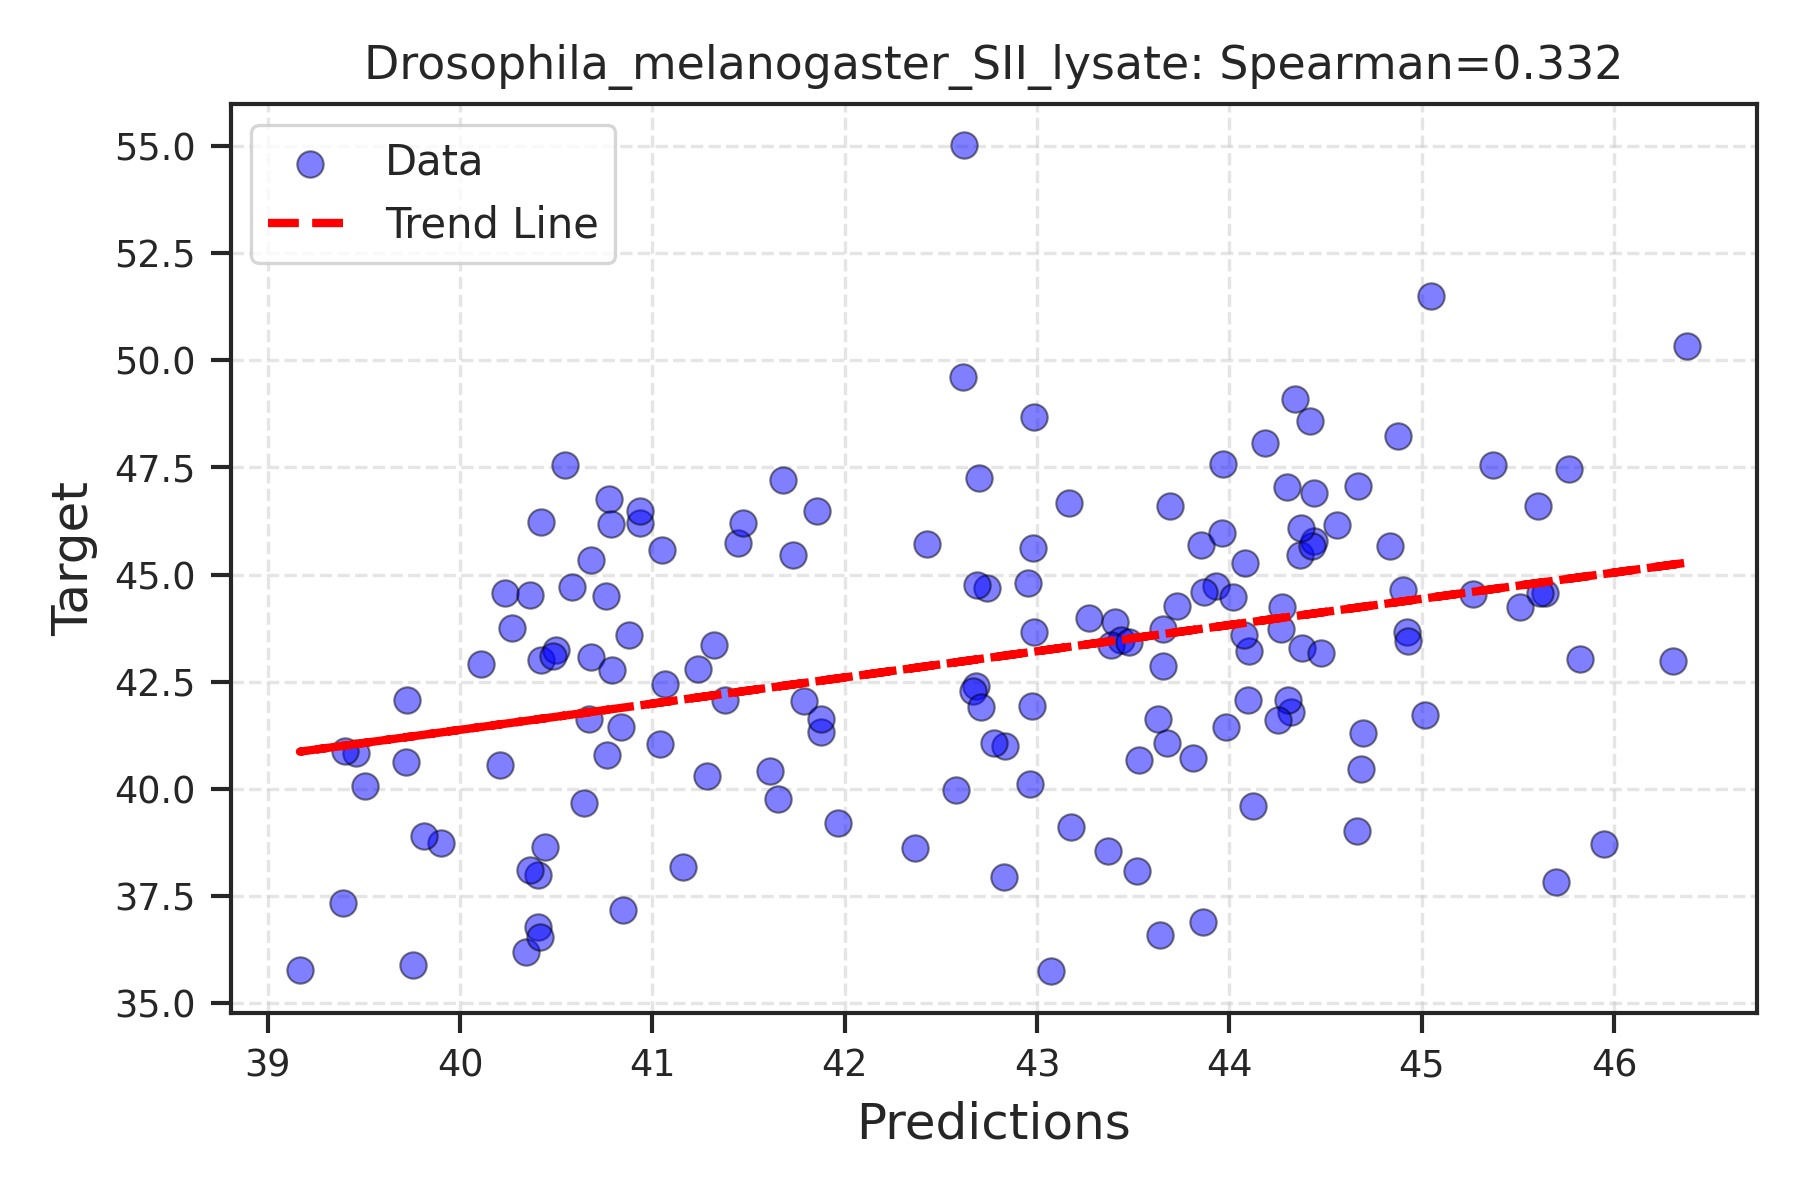 Drosophila_melanogaster_SII_lysate: Spearman=0.332
Data
Trend Line
55.0
52.5
50.0
47.5
45.0
42.5
40.0
37.5
35.0
Target
39 40 41 42 43 44 45 46
Predictions